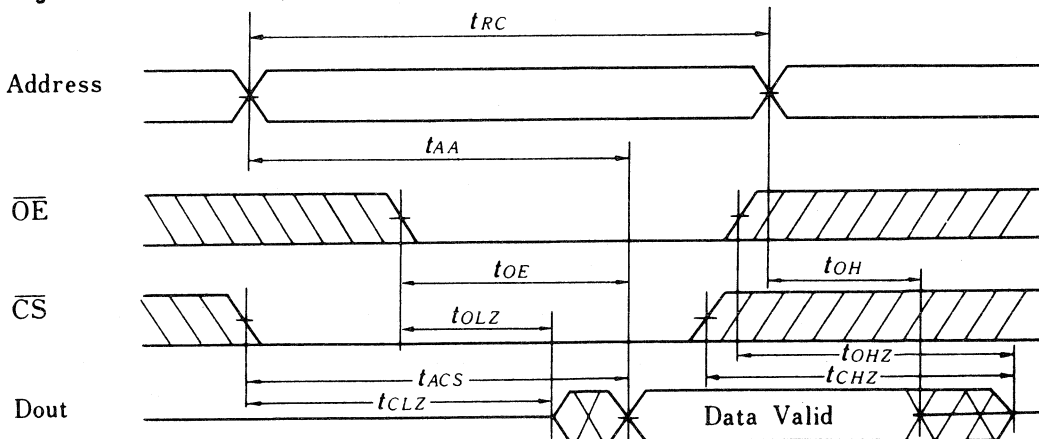 tRC
Address
tAA
OE
tOE
tOH
CS
tOLZ
tOHZ
tACS
tCHZ
tCLZ
Dout
Data Valid